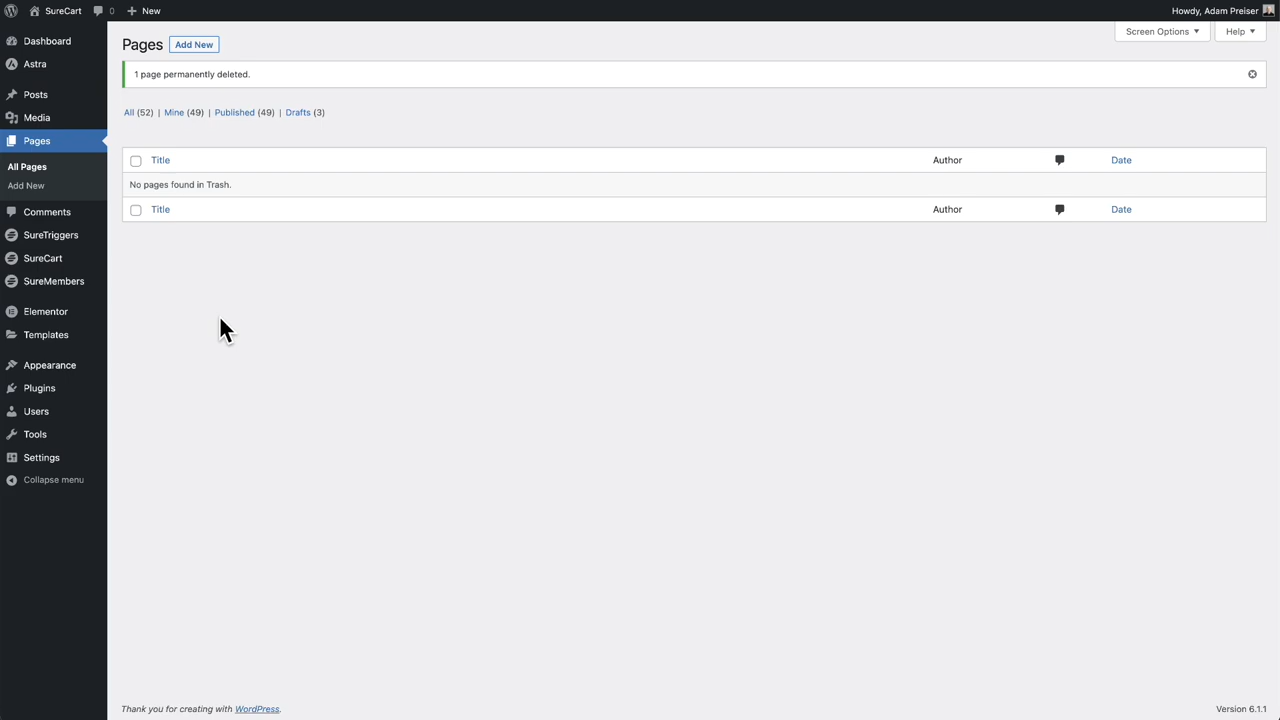 SureCart 0 New Howdy, Adam Preiser
Dashboard
Astra
Posts
Media
Pages
All Pages
Add New
Comments
SureTriggers
SureCart
SureMembers
Elementor
Templates
Appearance
Plugins
Users
Tools
Settings
Collapse menu
Screen Options Help
Pages Add New
1 page permanently deleted.
All (52) | Mine (49) | Published (49) | Drafts (3)
Title Author Date
No pages found in Trash.
Title Author Date
Thank you for creating with WordPress. Version 6.1.1